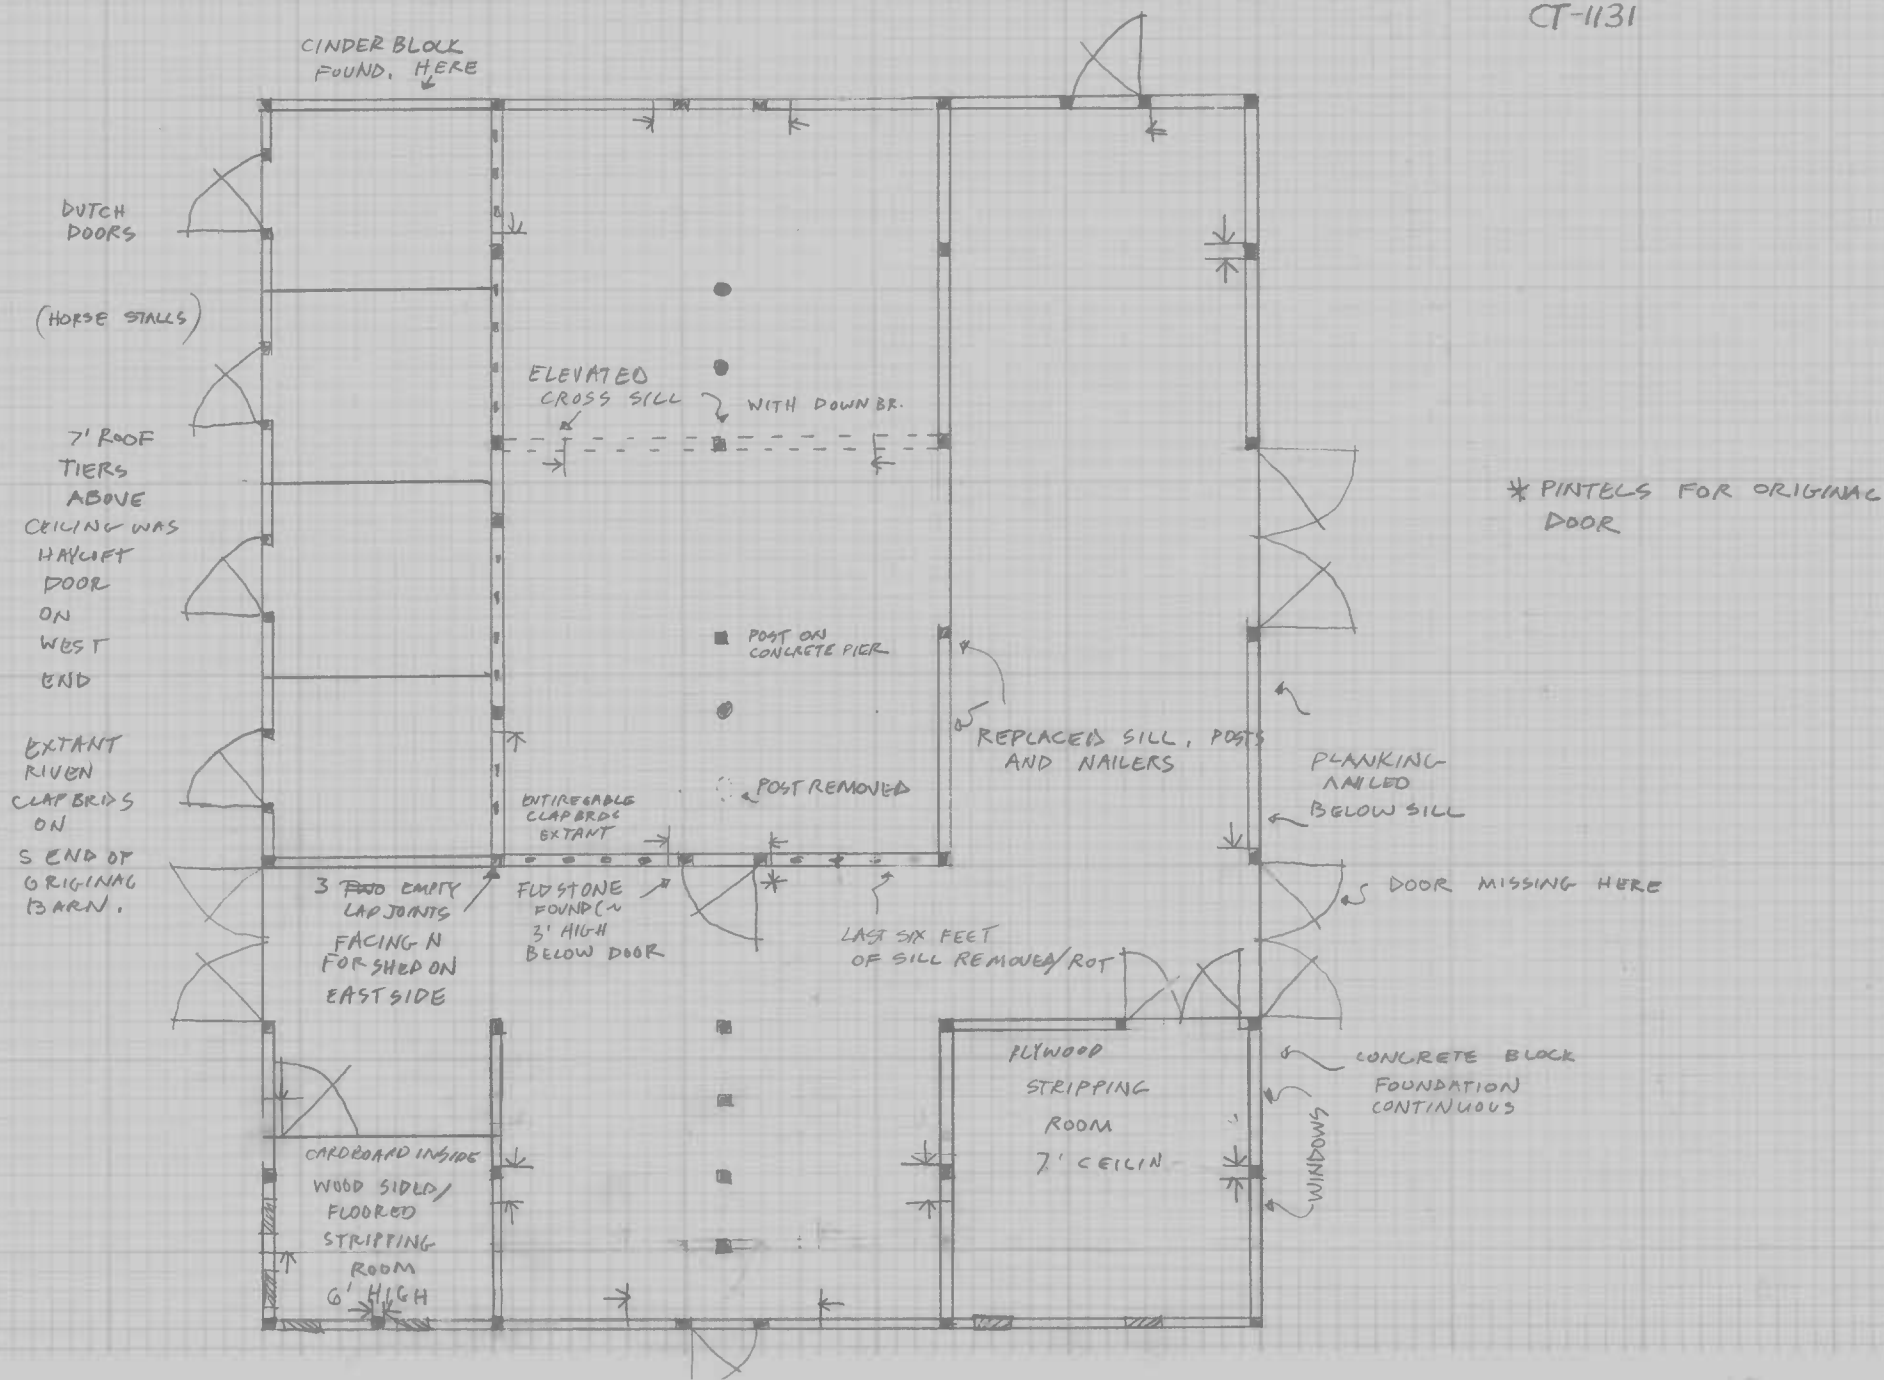 CT-1131
CINDER BLOCK
FOUND. HERE
DUTCH
DOORS
(HORSE STALLS)
ELEVATED
CROSS SILL
WITH DOWN BR.
7' ROOF
TIERS
ABOVE
CEILING WAS
HAYLOFT
DOOR
ON
WEST
END
* PINTELS FOR ORIGINAL
DOOR
POST ON
CONCRETE PIER
REPLACED SILL, POSTS
AND NAILERS
EXTANT
RIVEN
CLAPBRDS
ON
S END OF
ORIGINAL
BARN.
PLANKING
NAILED
BELOW SILL
POST REMOVED
ENTIRE GABLE
CLAPBRDS
EXTANT
*
3 TWO EMPTY
LAP JOINTS
FACING N
FOR SHED ON
EAST SIDE
FLDSTONE
FOUND (~
3' HIGH
BELOW DOOR
LAST SIX FEET
OF SILL REMOVED/ROT
DOOR MISSING HERE
PLYWOOD
STRIPPING
ROOM
7' CEILIN
CONCRETE BLOCK
FOUNDATION
CONTINUOUS
WINDOWS
CARDBOARD INSIDE
WOOD SIDED/
FLOORED
STRIPPING
ROOM
6' HIGH